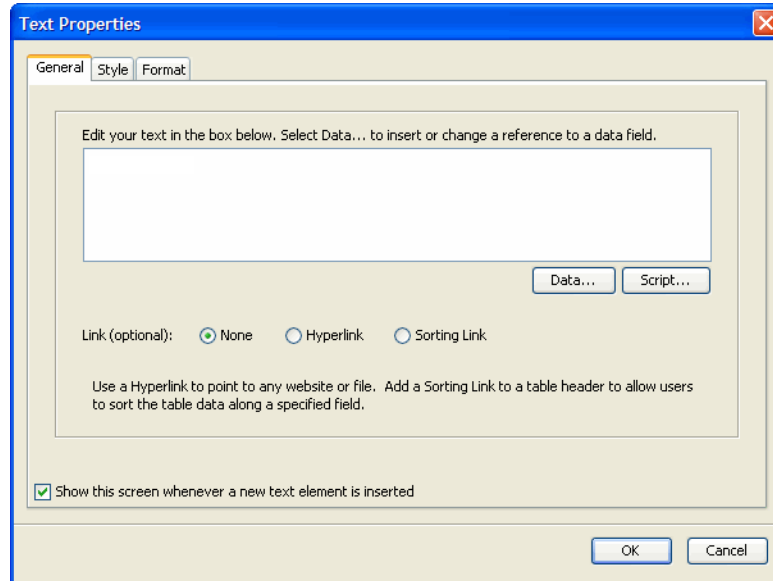 Text Properties
General Style Format
Edit your text in the box below. Select Data... to insert or change a reference to a data field.
Data... Script...
Link (optional): None Hyperlink Sorting Link
Use a Hyperlink to point to any website or file. Add a Sorting Link to a table header to allow users
to sort the table data along a specified field.
Show this screen whenever a new text element is inserted
OK Cancel